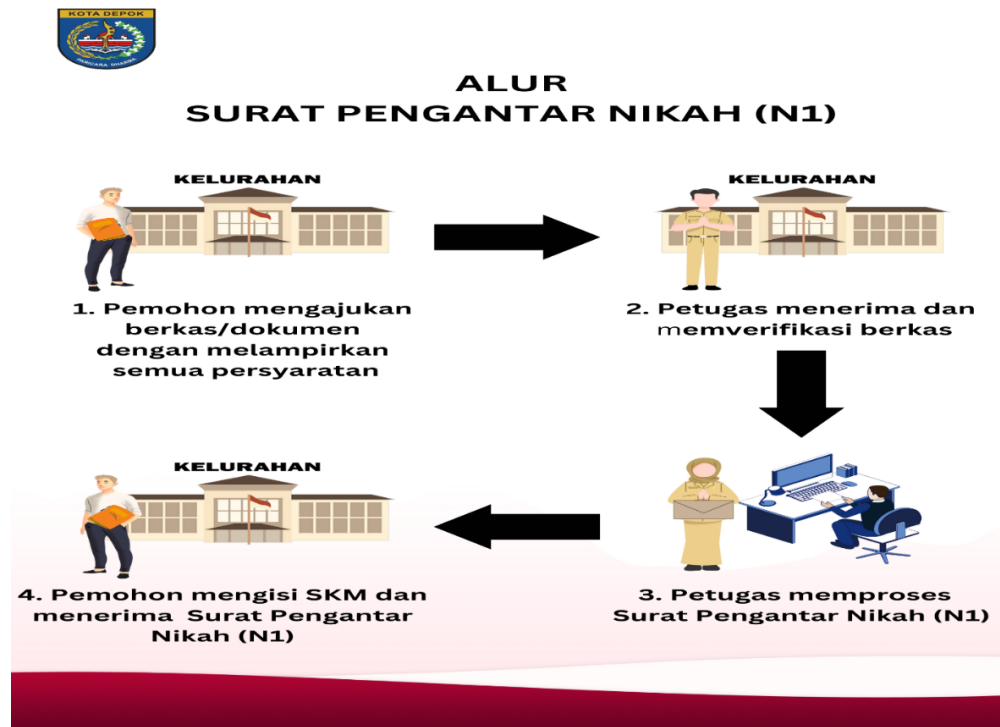 KOTA DEPOK
PARICARA DHARMA
ALUR
SURAT PENGANTAR NIKAH (N1)
KELURAHAN
1. Pemohon mengajukan
berkas/dokumen
dengan melampirkan
semua persyaratan
KELURAHAN
2. Petugas menerima dan
memverifikasi berkas
3. Petugas memproses
Surat Pengantar Nikah (N1)
KELURAHAN
4. Pemohon mengisi SKM dan
menerima Surat Pengantar
Nikah (N1)